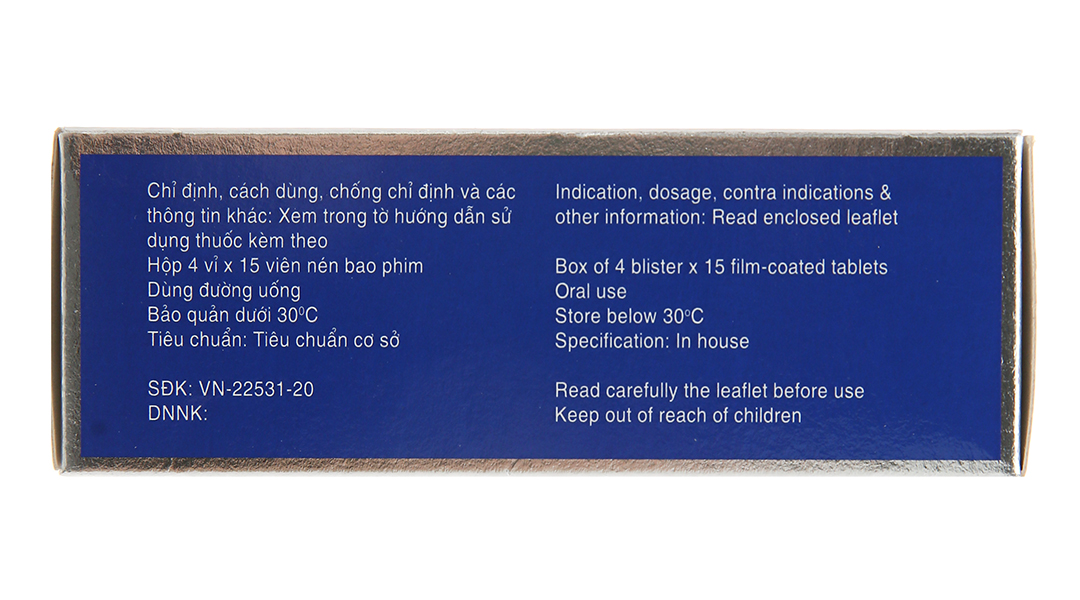 Chỉ định, cách dùng, chống chỉ định và các
thông tin khác: Xem trong tờ hướng dẫn sử
dụng thuốc kèm theo
Hộp 4 vỉ x 15 viên nén bao phim
Dùng đường uống
Bảo quản dưới 30⁰C
Tiêu chuẩn: Tiêu chuẩn cơ sở
SĐK: VN-22531-20
DNNK:
Indication, dosage, contra indications &
other information: Read enclosed leaflet
Box of 4 blister x 15 film-coated tablets
Oral use
Store below 30ºC
Specification: In house
Read carefully the leaflet before use
Keep out of reach of children